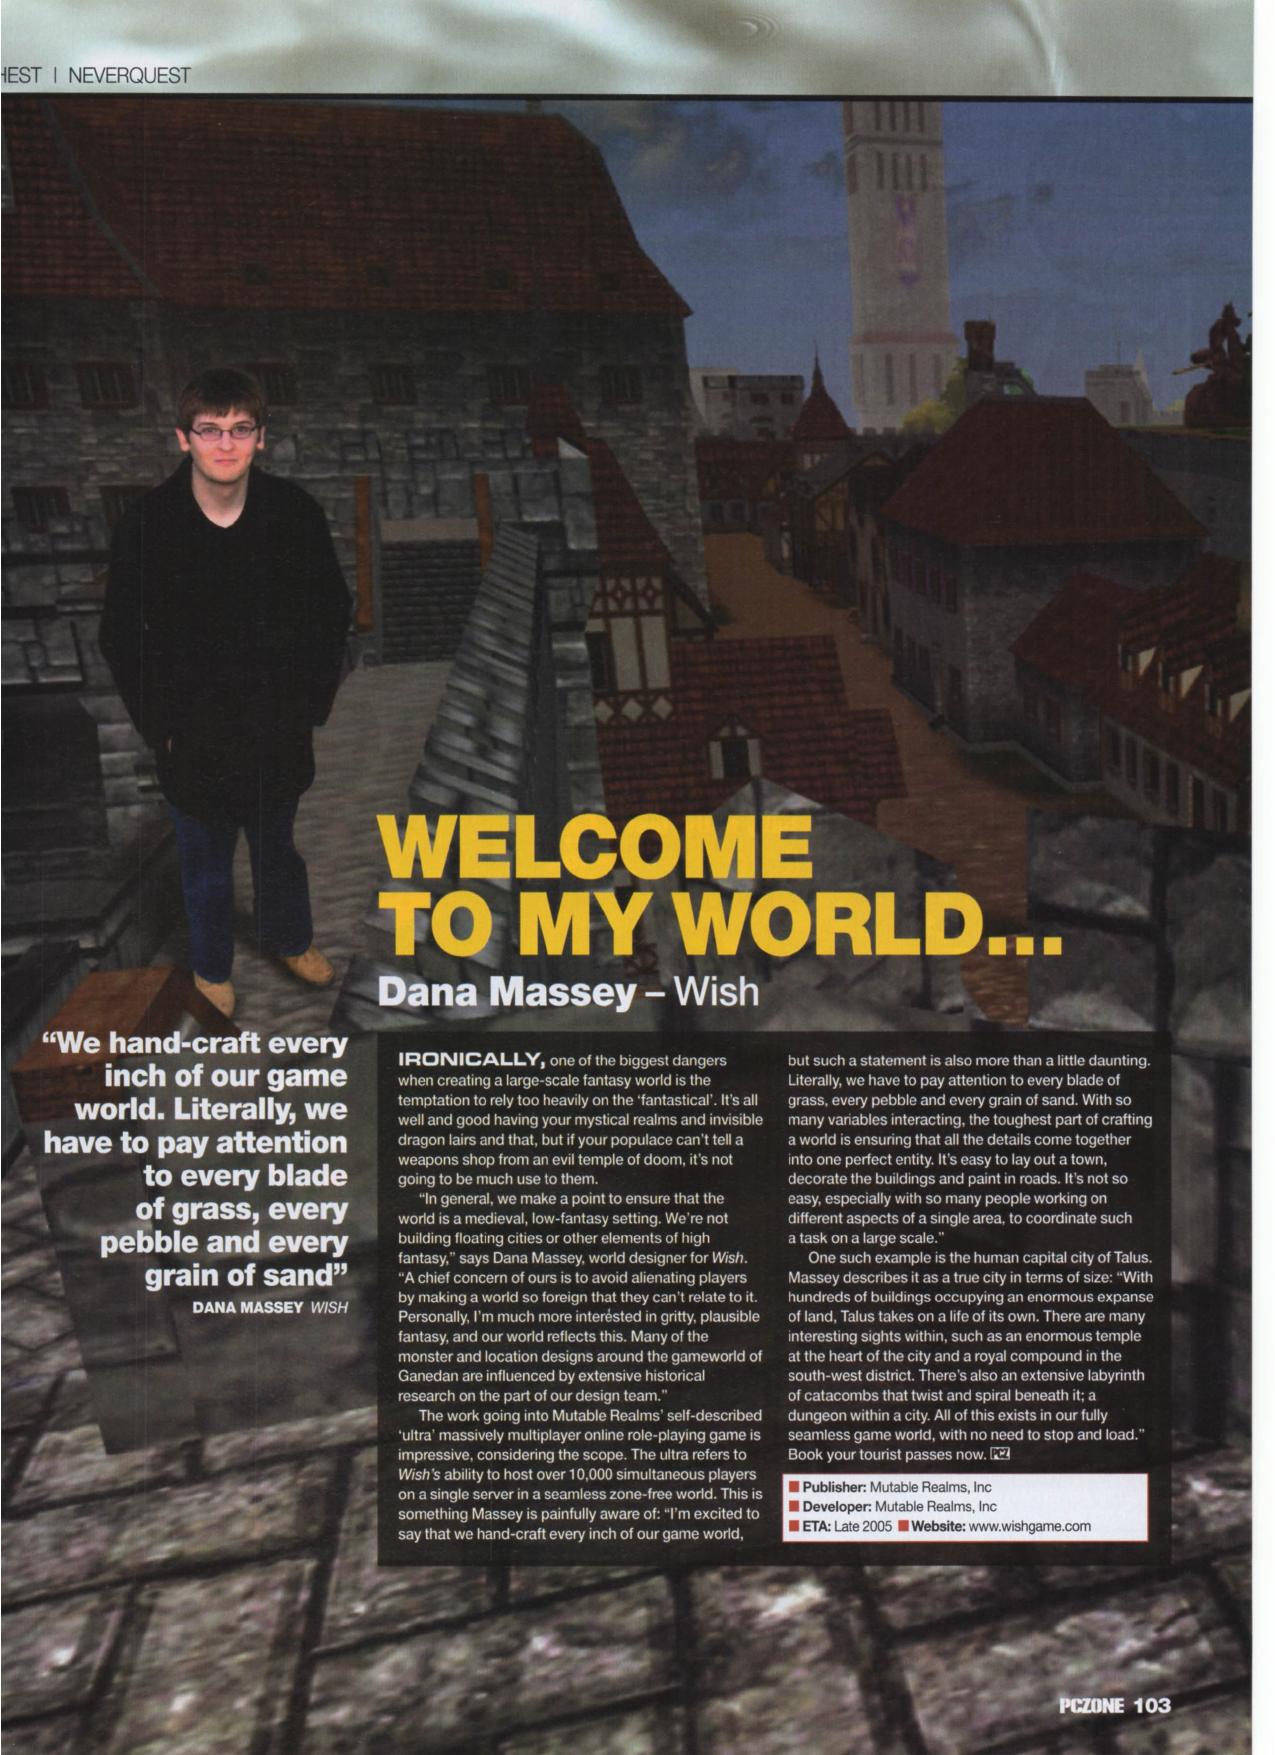 HEST | NEVERQUEST
WELCOME
TO MY WORLD...
Dana Massey – Wish
“We hand-craft every
inch of our game
world. Literally, we
have to pay attention
to every blade
of grass, every
pebble and every
grain of sand”
DANA MASSEY WISH
IRONICALLY, one of the biggest dangers
when creating a large-scale fantasy world is the
temptation to rely too heavily on the ‘fantastical’. It’s all
well and good having your mystical realms and invisible
dragon lairs and that, but if your populace can’t tell a
weapons shop from an evil temple of doom, it’s not
going to be much use to them.
“In general, we make a point to ensure that the
world is a medieval, low-fantasy setting. We’re not
building floating cities or other elements of high
fantasy,” says Dana Massey, world designer for Wish.
“A chief concern of ours is to avoid alienating players
by making a world so foreign that they can’t relate to it.
Personally, I’m much more interested in gritty, plausible
fantasy, and our world reflects this. Many of the
monster and location designs around the gameworld of
Ganedan are influenced by extensive historical
research on the part of our design team.”
The work going into Mutable Realms’ self-described
‘ultra’ massively multiplayer online role-playing game is
impressive, considering the scope. The ultra refers to
Wish’s ability to host over 10,000 simultaneous players
on a single server in a seamless zone-free world. This is
something Massey is painfully aware of: “I’m excited to
say that we hand-craft every inch of our game world,
but such a statement is also more than a little daunting.
Literally, we have to pay attention to every blade of
grass, every pebble and every grain of sand. With so
many variables interacting, the toughest part of crafting
a world is ensuring that all the details come together
into one perfect entity. It’s easy to lay out a town,
decorate the buildings and paint in roads. It’s not so
easy, especially with so many people working on
different aspects of a single area, to coordinate such
a task on a large scale.”
One such example is the human capital city of Talus.
Massey describes it as a true city in terms of size: “With
hundreds of buildings occupying an enormous expanse
of land, Talus takes on a life of its own. There are many
interesting sights within, such as an enormous temple
at the heart of the city and a royal compound in the
south-west district. There’s also an extensive labyrinth
of catacombs that twist and spiral beneath it; a
dungeon within a city. All of this exists in our fully
seamless game world, with no need to stop and load.”
Book your tourist passes now. PCZ
Publisher: Mutable Realms, Inc
Developer: Mutable Realms, Inc
ETA: Late 2005 Website: www.wishgame.com
PCZONE 103